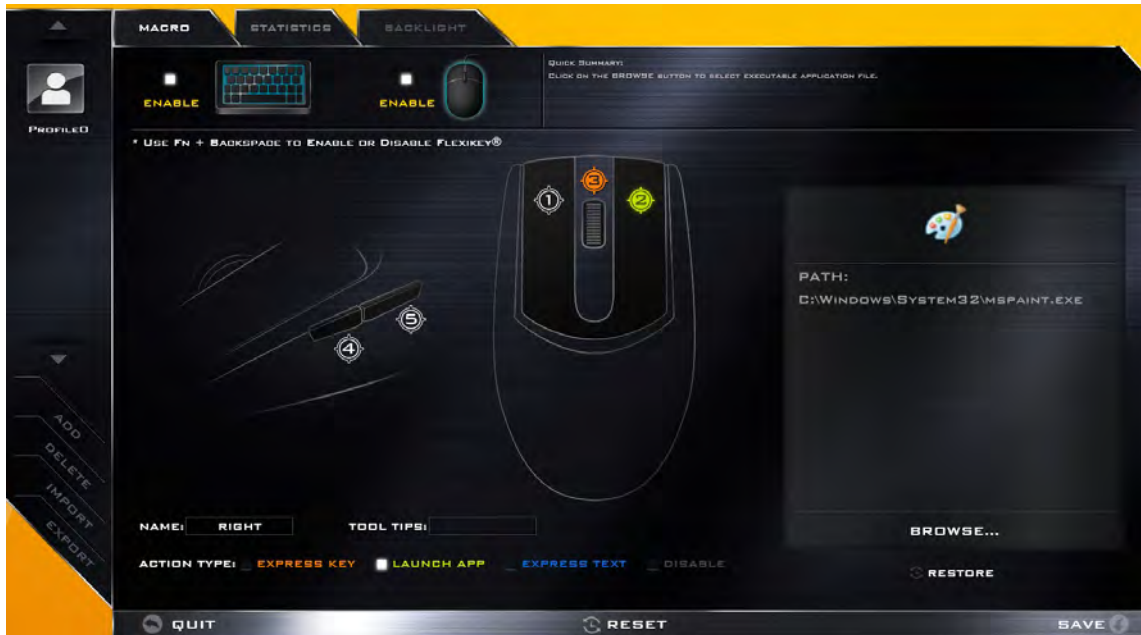 MACRO
STATISTICS
BACKLIGHT
PROFILE0
ENABLE
ENABLE
QUICK SUMMARY:
CLICK ON THE BROWSE BUTTON TO SELECT EXECUTABLE APPLICATION FILE.
* USE FN + BACKSPACE TO ENABLE OR DISABLE FLEXIKEY®
1
3
2
5
4
PATH:
C:\WINDOWS\SYSTEM32\MSPAINT.EXE
ADD
DELETE
IMPORT
EXPORT
NAME: RIGHT TOOL TIPS:
BROWSE...
ACTION TYPE: EXPRESS KEY LAUNCH APP EXPRESS TEXT DISABLE
RESTORE
QUIT
RESET
SAVE